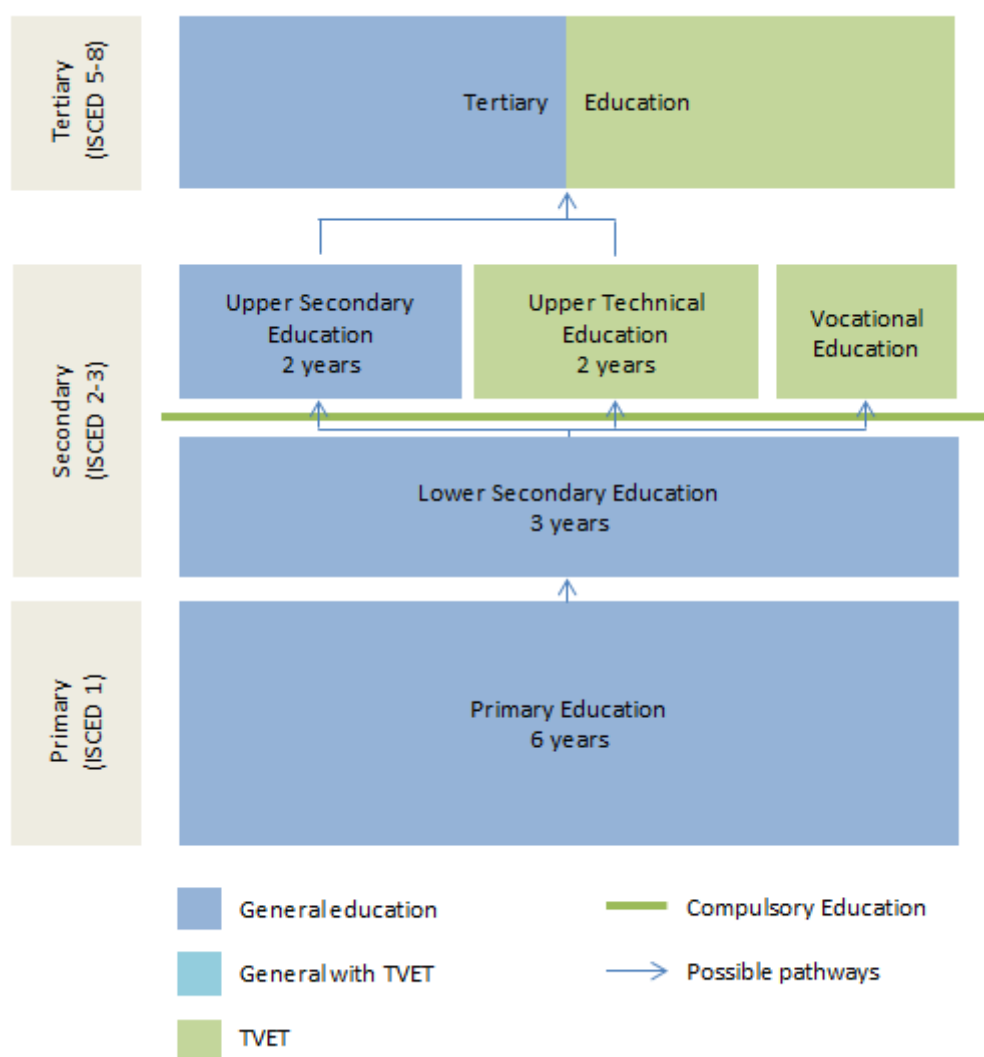 Tertiary
(ISCED 5-8)
Tertiary Education
Secondary
(ISCED 2-3)
Upper Secondary
Education
2 years
Upper Technical
Education
2 years
Vocational
Education
Lower Secondary Education
3 years
Primary
(ISCED 1)
Primary Education
6 years
General education
Compulsory Education
General with TVET
Possible pathways
TVET